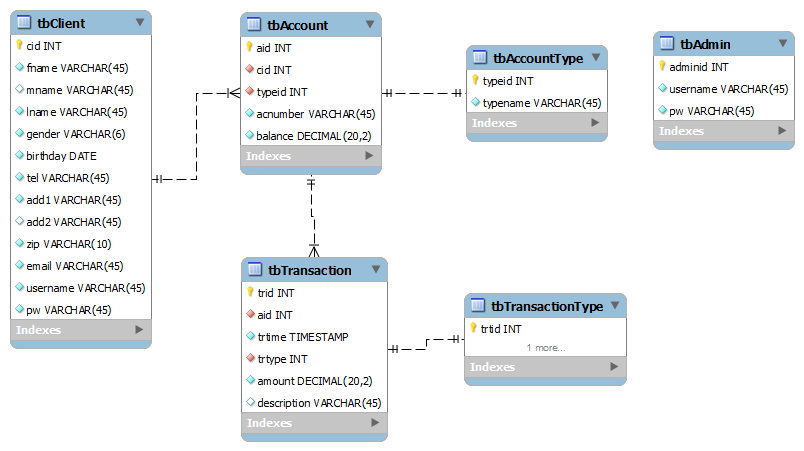 tbClient
cid INT
fname VARCHAR(45)
mname VARCHAR(45)
lname VARCHAR(45)
gender VARCHAR(6)
birthday DATE
tel VARCHAR(45)
add1 VARCHAR(45)
add2 VARCHAR(45)
zip VARCHAR(10)
email VARCHAR(45)
username VARCHAR(45)
pw VARCHAR(45)
Indexes
tbAccount
aid INT
cid INT
typeid INT
acnumber VARCHAR(45)
balance DECIMAL(20,2)
Indexes
tbAccountType
typeid INT
typename VARCHAR(45)
Indexes
tbAdmin
adminid INT
username VARCHAR(45)
pw VARCHAR(45)
Indexes
tbTransaction
trid INT
aid INT
trtime TIMESTAMP
trtype INT
amount DECIMAL(20,2)
description VARCHAR(45)
Indexes
tbTransactionType
trtid INT
1 more...
Indexes